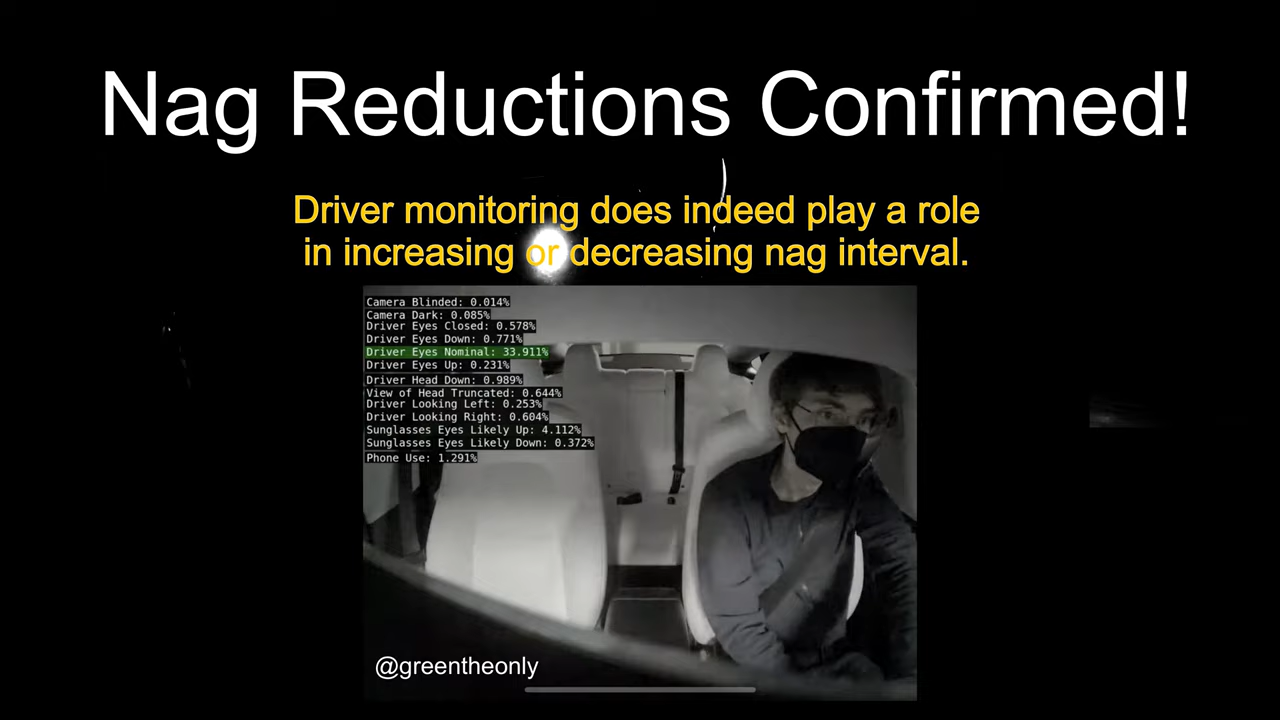 Nag Reductions Confirmed!
Driver monitoring does indeed play a role
in increasing or decreasing nag interval.
Camera Blinded: 0.014%
Camera Dark: 0.085%
Driver Eyes Closed: 0.578%
Driver Eyes Down: 0.771%
Driver Eyes Nominal: 33.911%
Driver Eyes Up: 0.231%
Driver Head Down: 0.989%
View of Head Truncated: 0.644%
Driver Looking Left: 0.253%
Driver Looking Right: 0.604%
Sunglasses Eyes Likely Up: 4.112%
Sunglasses Eyes Likely Down: 0.372%
Phone Use: 1.291%
@greentheonly